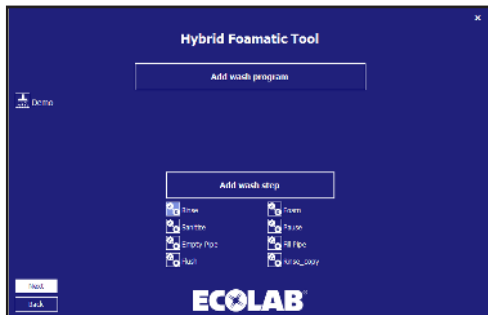 ×
Hybrid Foamatic Tool
Add wash program
Demo
Add wash step
Rinse Foam
Sanitize Pause
Empty Pipe Fill Pipe
Flush Rinse_copy
Next
Back
ECOLAB